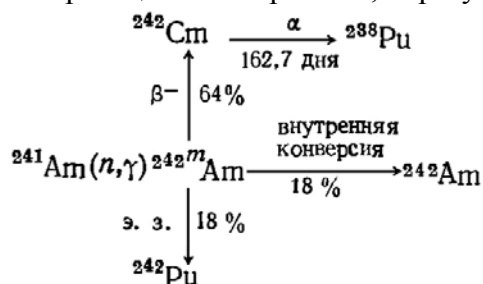 ²⁴²Cm α ²³⁸Pu
162,7 дня
β− 64%
внутренняя
конверсия
²⁴¹Am(n,γ) ²⁴²ᵐAm ²⁴²Am
18 %
э. з. 18 %
²⁴²Pu